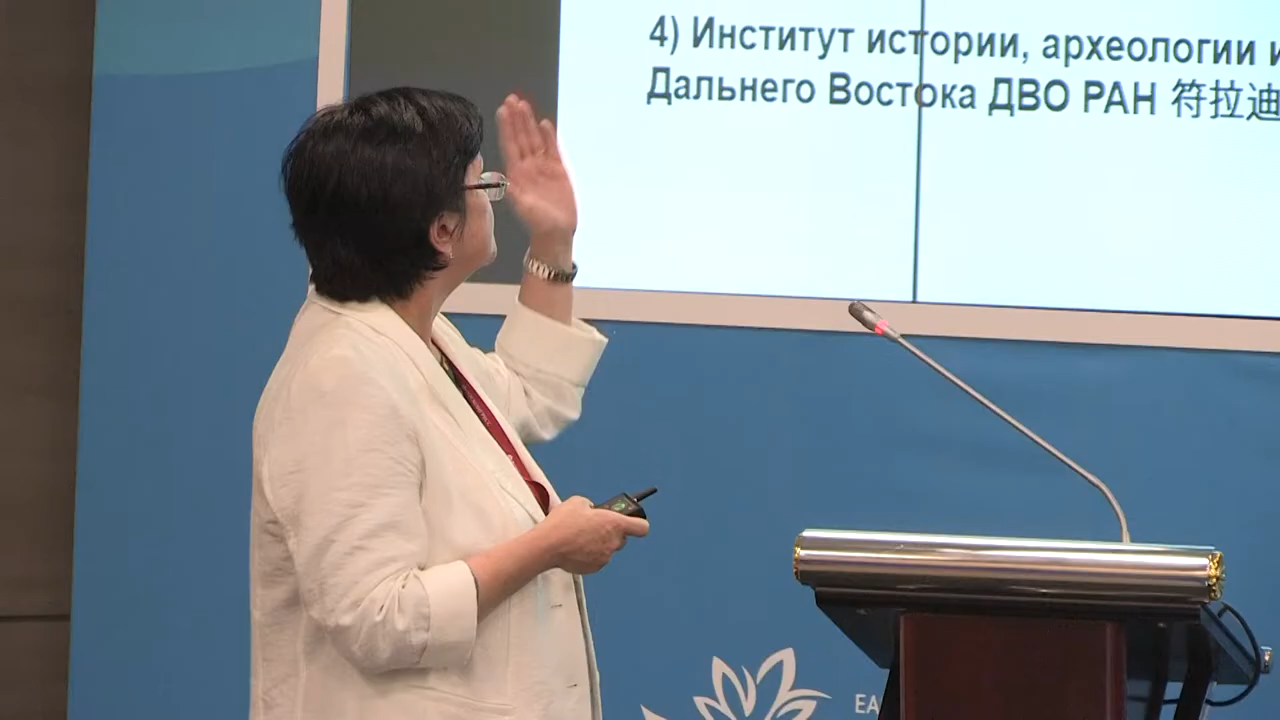 4) Институт истории, археологии и
Дальнего Востока ДВО РАН 符拉迪
EA